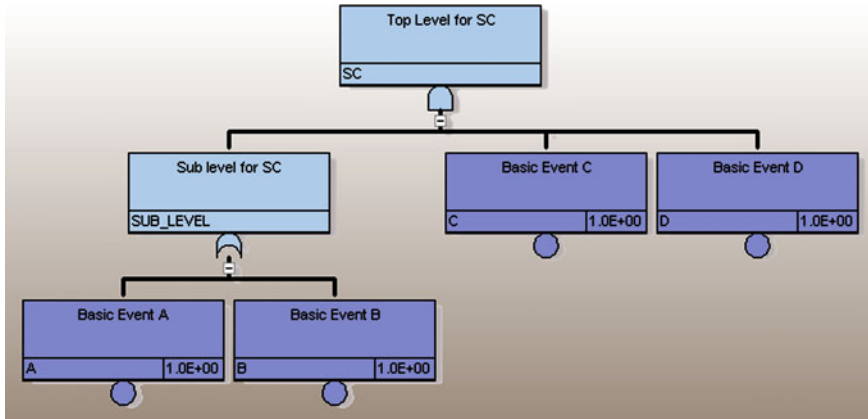 Top Level for SC
SC
Sub level for SC
SUB_LEVEL
Basic Event C
C 1.0E+00
Basic Event D
D 1.0E+00
Basic Event A
A 1.0E+00
Basic Event B
B 1.0E+00